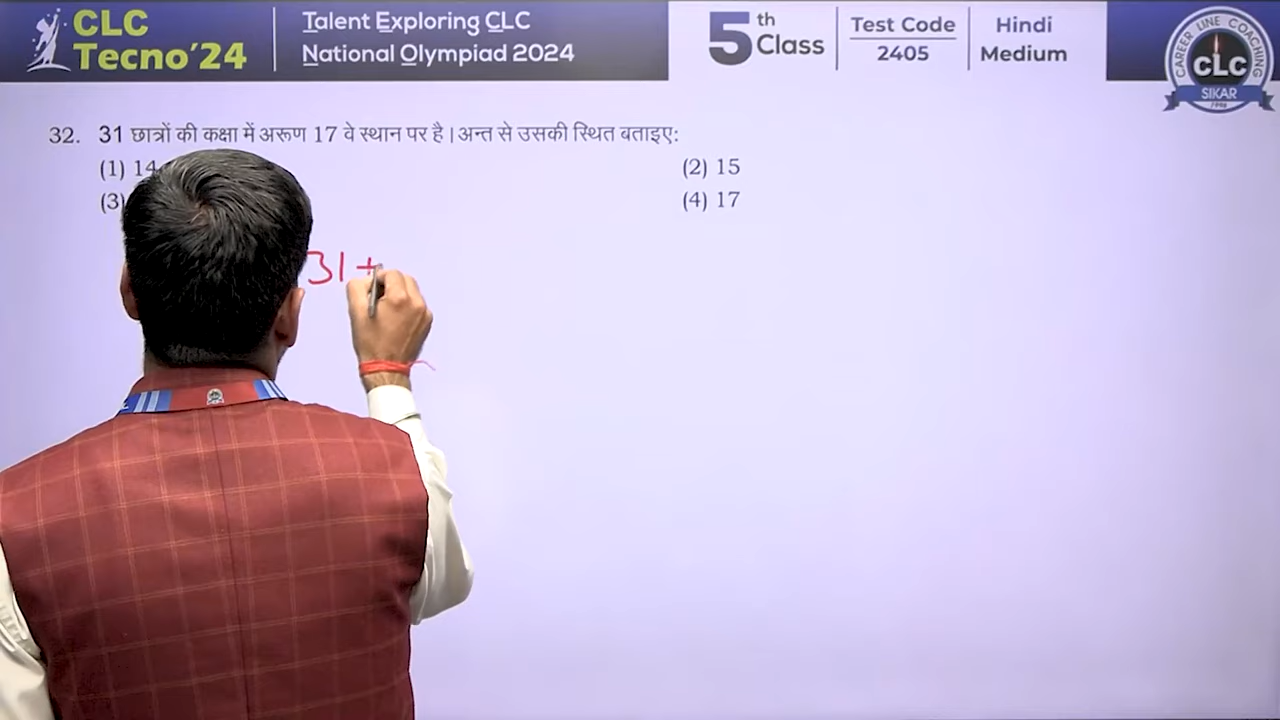 CLC
Tecno'24
Talent Exploring CLC
National Olympiad 2024
5th Class
Test Code
2405
Hindi
Medium
CAREER LINE COACHING
CLC
SIKAR
32. 31 छात्रों की कक्षा में अरूण 17 वे स्थान पर है। अन्त से उसकी स्थित बताइए:
(1) 14
(2) 15
(3)
(4) 17
31 +